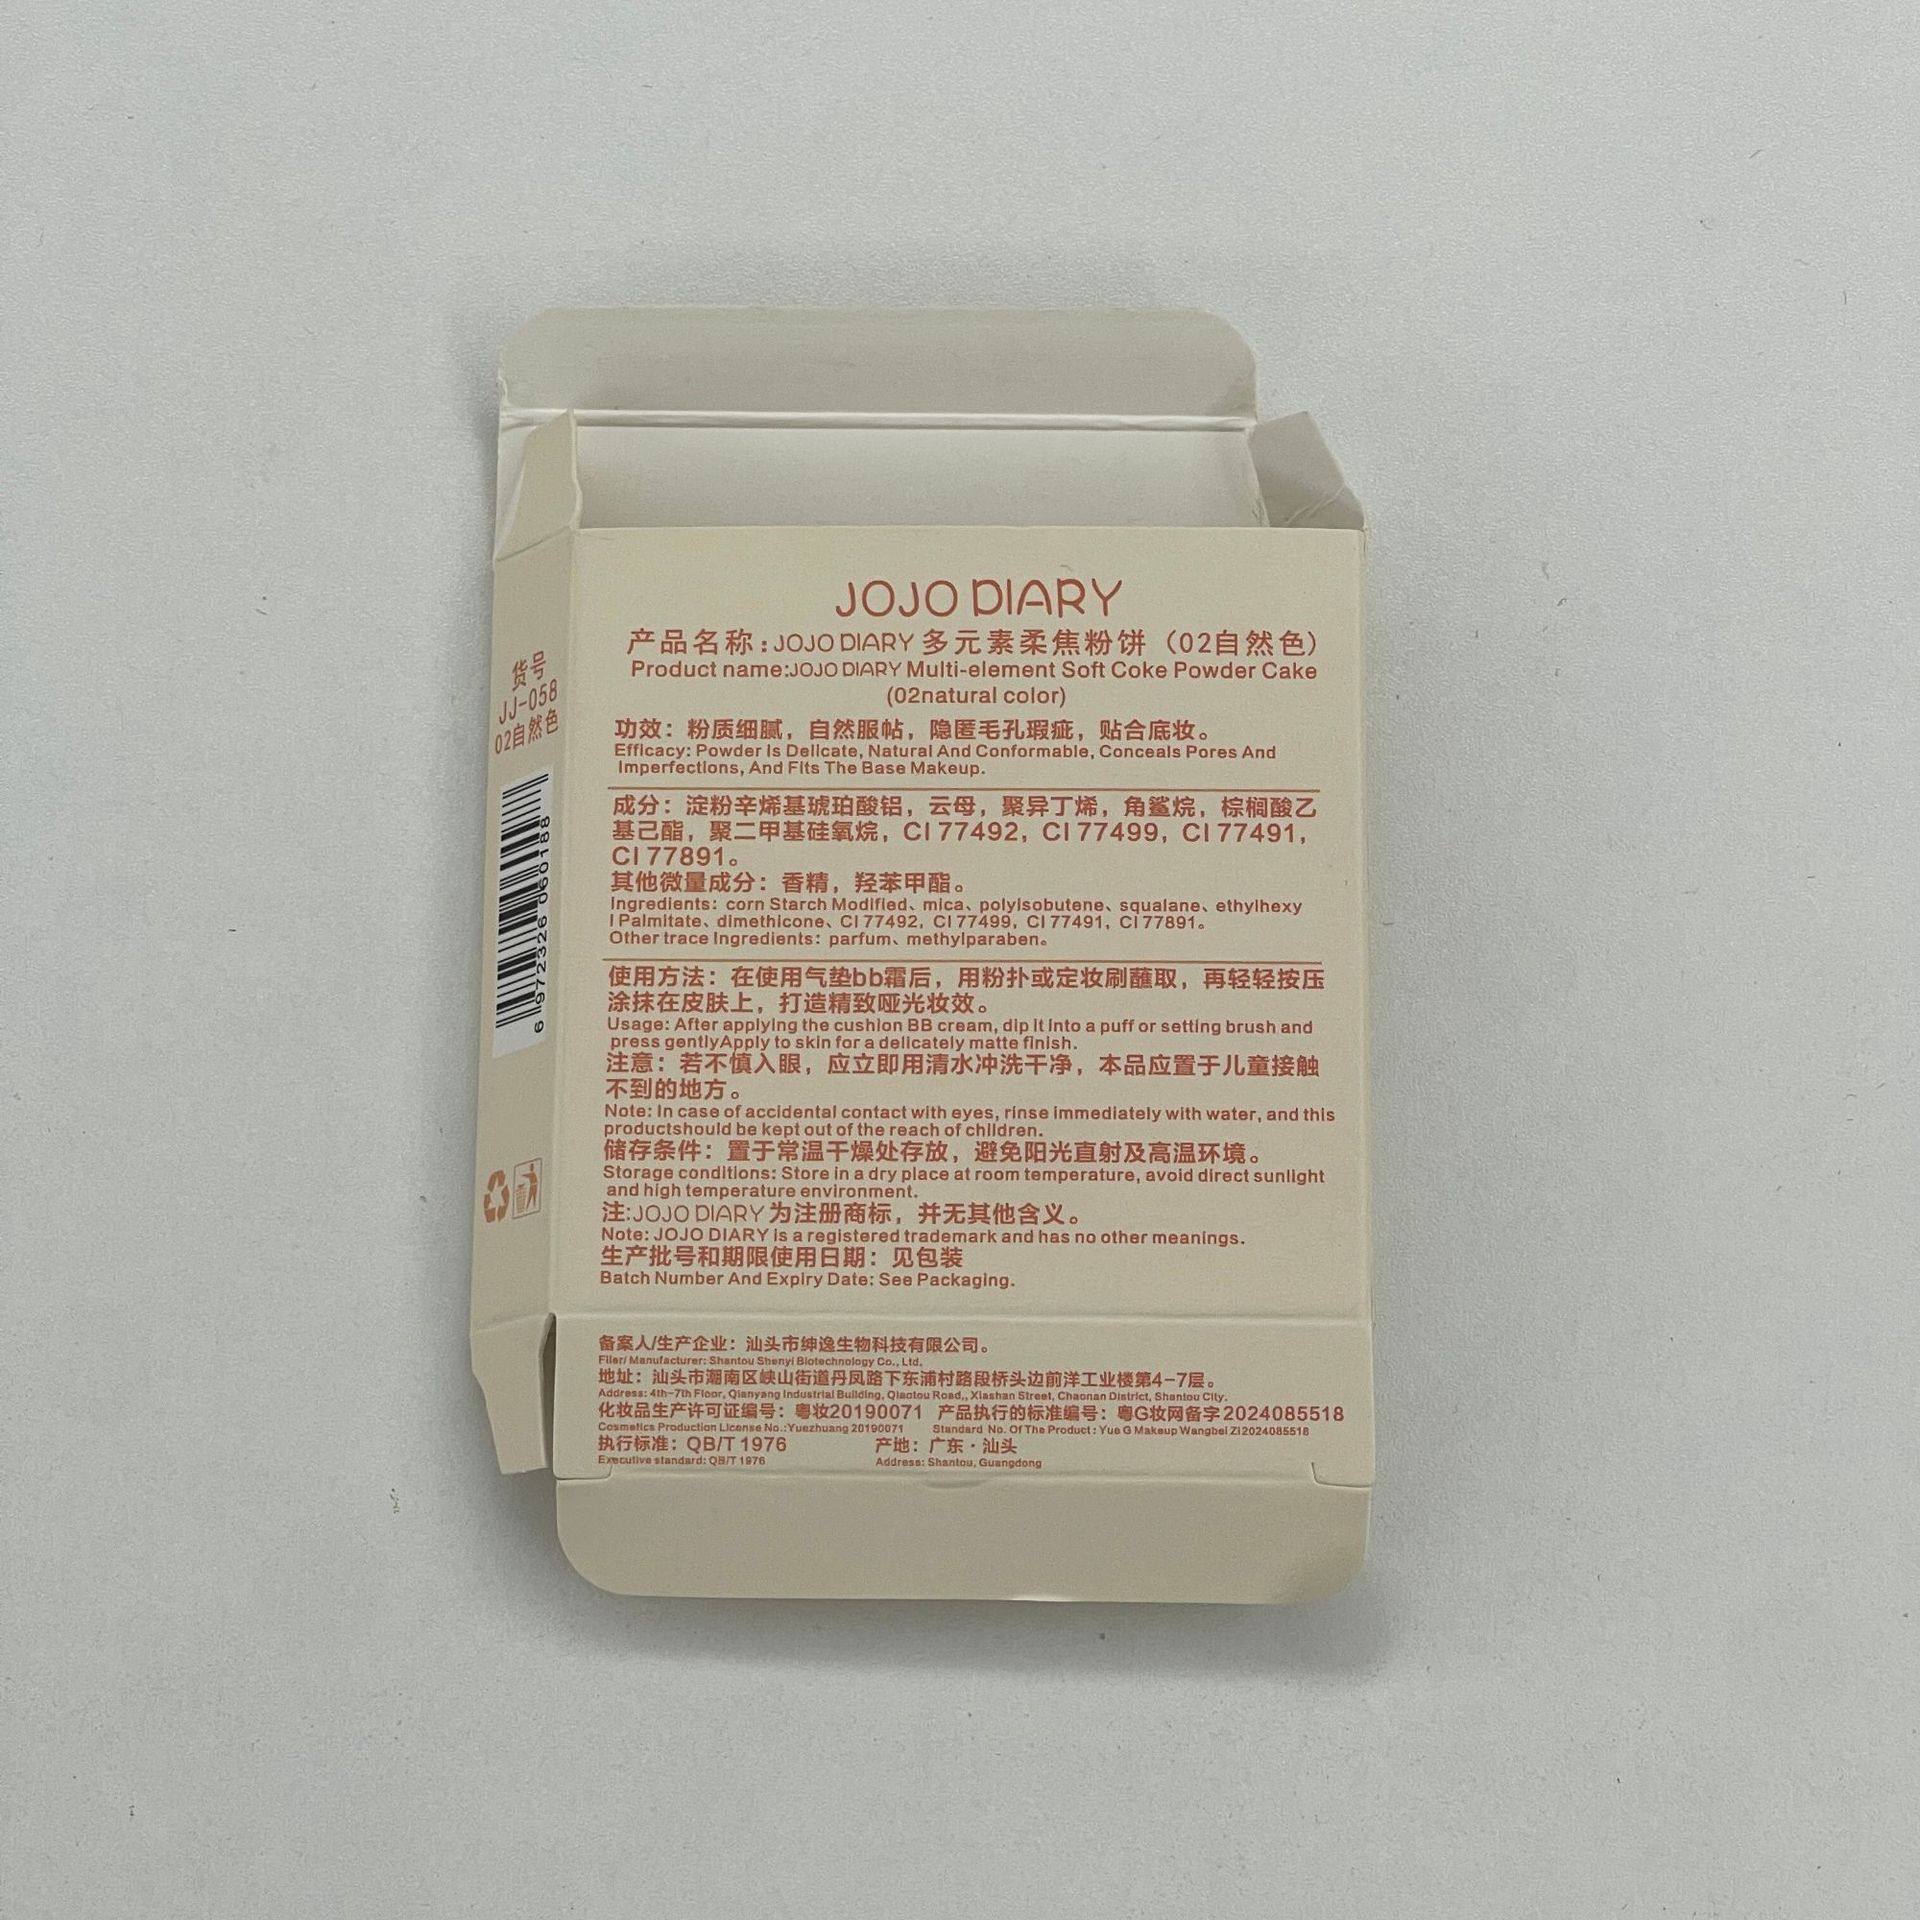 JOJO DIARY
产品名称:JOJO DIARY 多元素柔焦粉饼（02自然色）
Product name:JOJO DIARY Multi-element Soft Coke Powder Cake
(02natural color)
功效：粉质细腻，自然服帖，隐匿毛孔瑕疵，贴合底妆。
Efficacy: Powder Is Delicate, Natural And Conformable, Conceals Pores And
Imperfections, And Fits The Base Makeup.
成分：淀粉辛烯基琥珀酸铝，云母，聚异丁烯，角鲨烷，棕榈酸乙
基己酯，聚二甲基硅氧烷，CI 77492，CI 77499，CI 77491，
CI 77891。
其他微量成分：香精，羟苯甲酯。
Ingredients：corn Starch Modified、mica、polyisobutene、squalane、ethylhexy
l Palmitate、dimethicone、CI 77492，CI 77499，CI 77491，CI 77891。
Other trace Ingredients：parfum、methylparaben。
使用方法：在使用气垫bb霜后，用粉扑或定妆刷蘸取，再轻轻按压
涂抹在皮肤上，打造精致哑光妆效。
Usage: After applying the cushion BB cream, dip it into a puff or setting brush and
press gentlyApply to skin for a delicately matte finish.
注意：若不慎入眼，应立即用清水冲洗干净，本品应置于儿童接触
不到的地方。
Note: In case of accidental contact with eyes, rinse immediately with water, and this
productshould be kept out of the reach of children.
储存条件：置于常温干燥处存放，避免阳光直射及高温环境。
Storage conditions: Store in a dry place at room temperature, avoid direct sunlight
and high temperature environment.
注:JOJO DIARY 为注册商标，并无其他含义。
Note: JOJO DIARY is a registered trademark and has no other meanings.
生产批号和期限使用日期：见包装
Batch Number And Expiry Date: See Packaging.
备案人/生产企业：汕头市绅逸生物科技有限公司。
Filer/ Manufacturer: Shantou Shenyi Biotechnology Co., Ltd.
地址：汕头市潮南区峡山街道丹凤路下东浦村路段桥头边前洋工业楼第4-7层。
Address: 4th-7th Floor, Qianyang Industrial Building, Qiaotou Road,, Xiashan Street, Chaonan District, Shantou City.
化妆品生产许可证编号：粤妆20190071 产品执行的标准编号：粤G妆网备字2024085518
Cosmetics Production License No.:Yuezhuang 20190071 Standard No. Of The Product : Yue G Makeup Wangbei Zi2024085518
执行标准：QB/T 1976 产地：广东·汕头
Executive standard: QB/T 1976 Address: Shantou, Guangdong
货号
JJ-058
02自然色
6 972326 060188